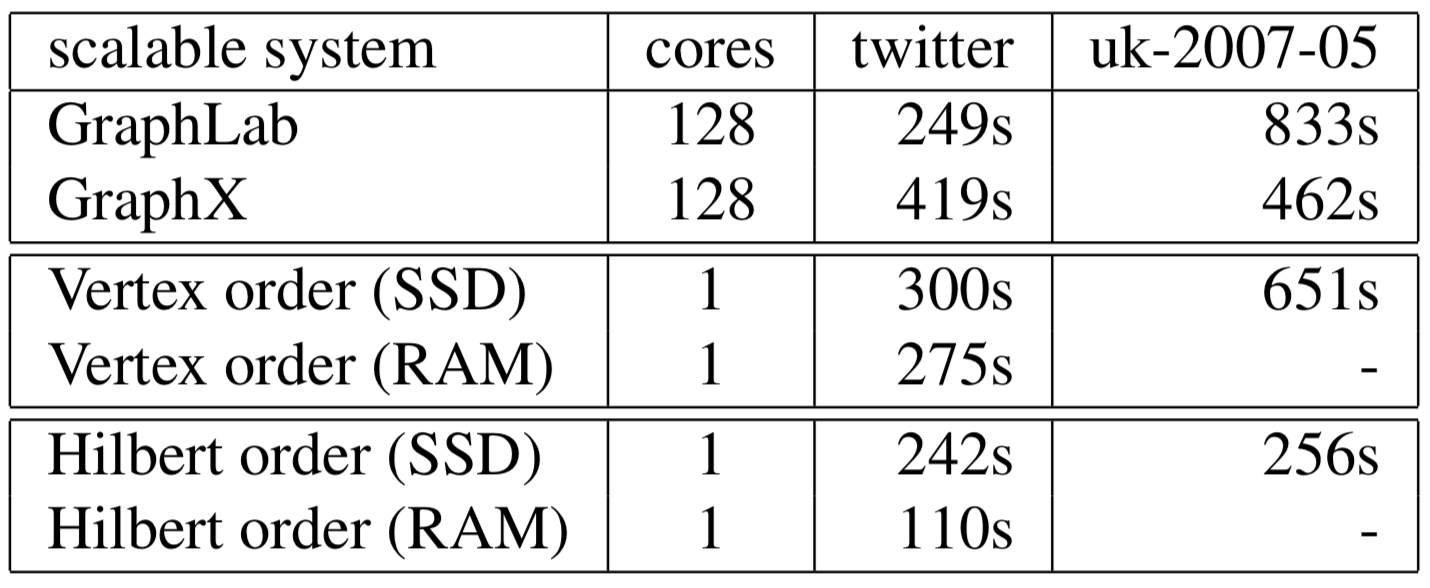 scalable system cores twitter uk-2007-05
GraphLab 128 249s 833s
GraphX 128 419s 462s
Vertex order (SSD) 1 300s 651s
Vertex order (RAM) 1 275s -
Hilbert order (SSD) 1 242s 256s
Hilbert order (RAM) 1 110s -